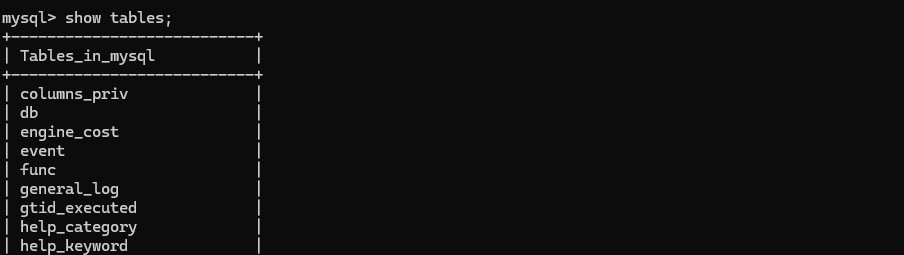 mysql> show tables;
+---------------------------+
| Tables_in_mysql           |
+---------------------------+
| columns_priv              |
| db                        |
| engine_cost               |
| event                     |
| func                      |
| general_log               |
| gtid_executed             |
| help_category             |
| help_keyword              |